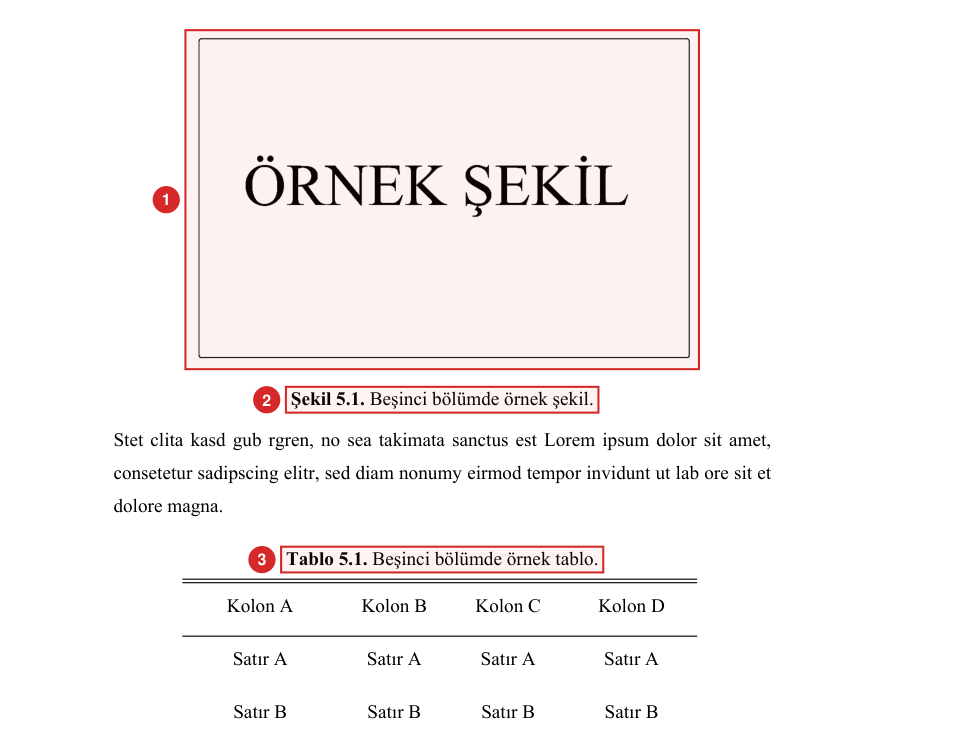 ÖRNEK ŞEKİL
1
2 Şekil 5.1. Beşinci bölümde örnek şekil.
Stet clita kasd gub rgren, no sea takimata sanctus est Lorem ipsum dolor sit amet,
consetetur sadipscing elitr, sed diam nonumy eirmod tempor invidunt ut lab ore sit et
dolore magna.
3 Tablo 5.1. Beşinci bölümde örnek tablo.
Kolon A Kolon B Kolon C Kolon D
Satır A Satır A Satır A Satır A
Satır B Satır B Satır B Satır B